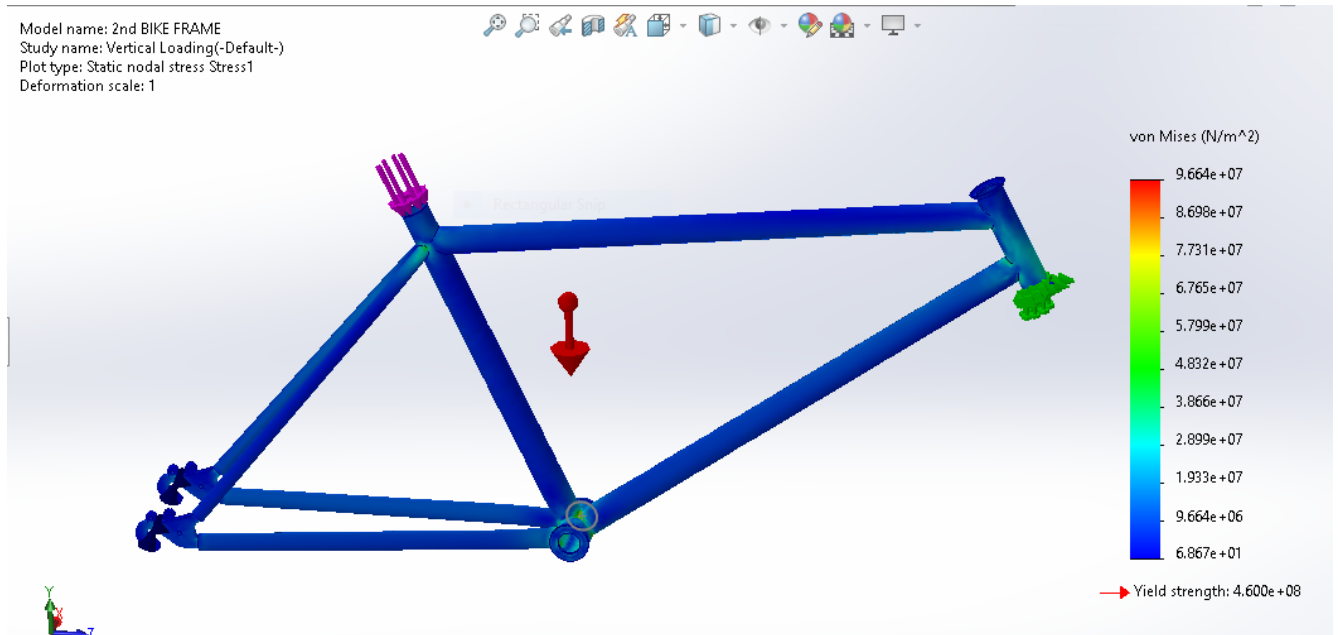 Model name: 2nd BIKE FRAME
Study name: Vertical Loading(-Default-)
Plot type: Static nodal stress Stress1
Deformation scale: 1
Rectangular Snip
von Mises (N/m^2)
9.664e+07
8.698e+07
7.731e+07
6.765e+07
5.799e+07
4.832e+07
3.866e+07
2.899e+07
1.933e+07
9.664e+06
6.867e+01
Yield strength: 4.600e+08
Y
X
Z